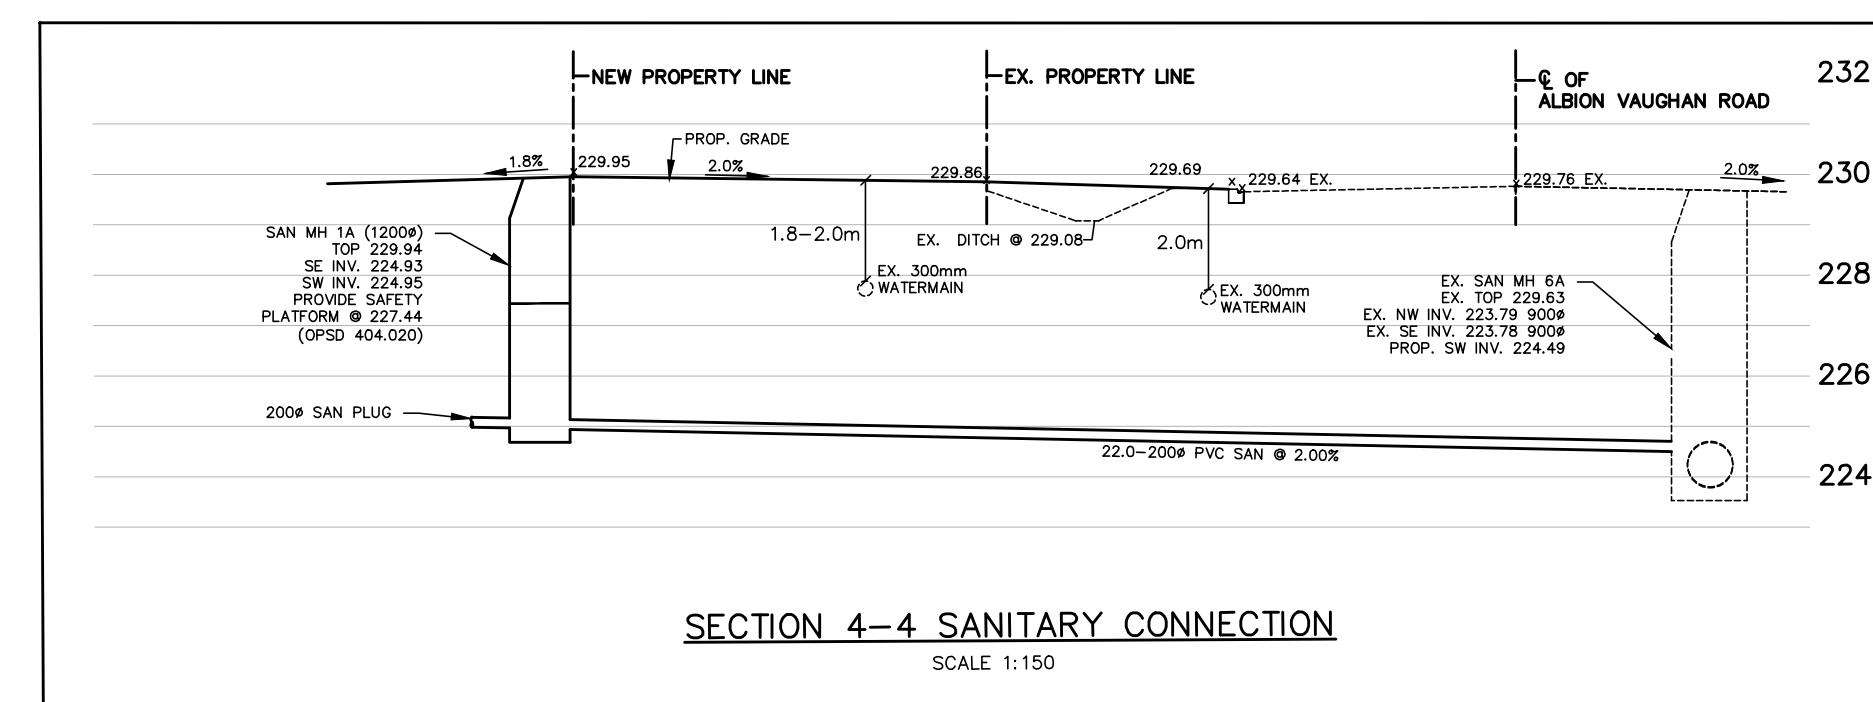 NEW PROPERTY LINE
EX. PROPERTY LINE
℄ OF
ALBION VAUGHAN ROAD
232
PROP. GRADE
1.8%
229.95
2.0%
229.86
229.69
229.64 EX.
229.76 EX.
2.0%
230
SAN MH 1A (1200ø)
TOP 229.94
SE INV. 224.93
SW INV. 224.95
PROVIDE SAFETY
PLATFORM @ 227.44
(OPSD 404.020)
1.8-2.0m
EX. DITCH @ 229.08
2.0m
EX. 300mm
WATERMAIN
EX. 300mm
WATERMAIN
228
EX. SAN MH 6A
EX. TOP 229.63
EX. NW INV. 223.79 900ø
EX. SE INV. 223.78 900ø
PROP. SW INV. 224.49
226
200ø SAN PLUG
22.0-200ø PVC SAN @ 2.00%
224
SECTION 4-4 SANITARY CONNECTION
SCALE 1:150